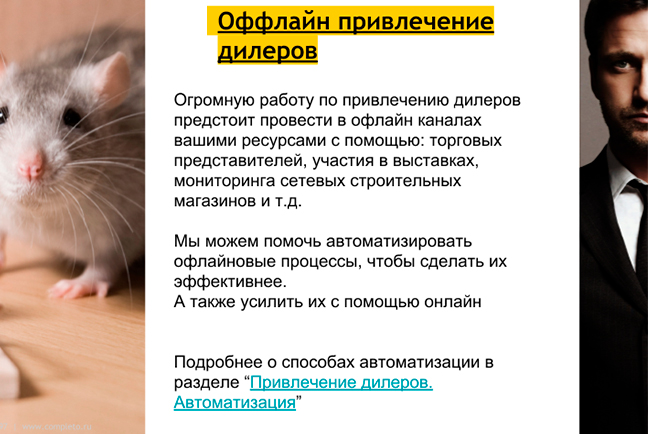 Оффлайн привлечение
дилеров
Огромную работу по привлечению дилеров
предстоит провести в офлайн каналах
вашими ресурсами с помощью: торговых
представителей, участия в выставках,
мониторинга сетевых строительных
магазинов и т.д.
Мы можем помочь автоматизировать
офлайновые процессы, чтобы сделать их
эффективнее.
А также усилить их с помощью онлайн
Подробнее о способах автоматизации в
разделе “Привлечение дилеров.
Автоматизация”